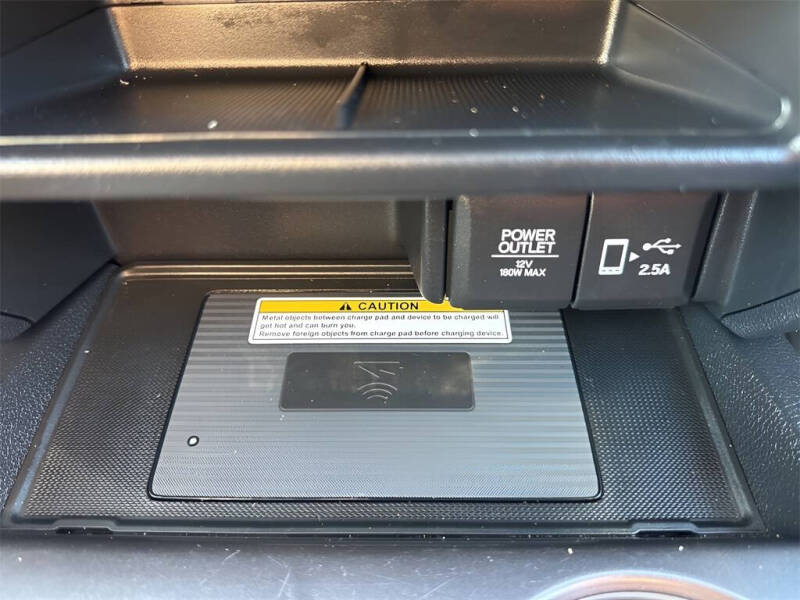 POWER
OUTLET
12V
180W MAX
2.5A
CAUTION
Metal objects between charge pad and device to be charged will
get hot and can burn you.
Remove foreign objects from charge pad before charging device.